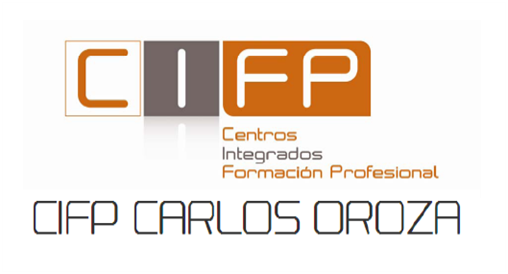 CIFP
Centros
Integrados
Formación Profesional
CIFP CARLOS OROZA